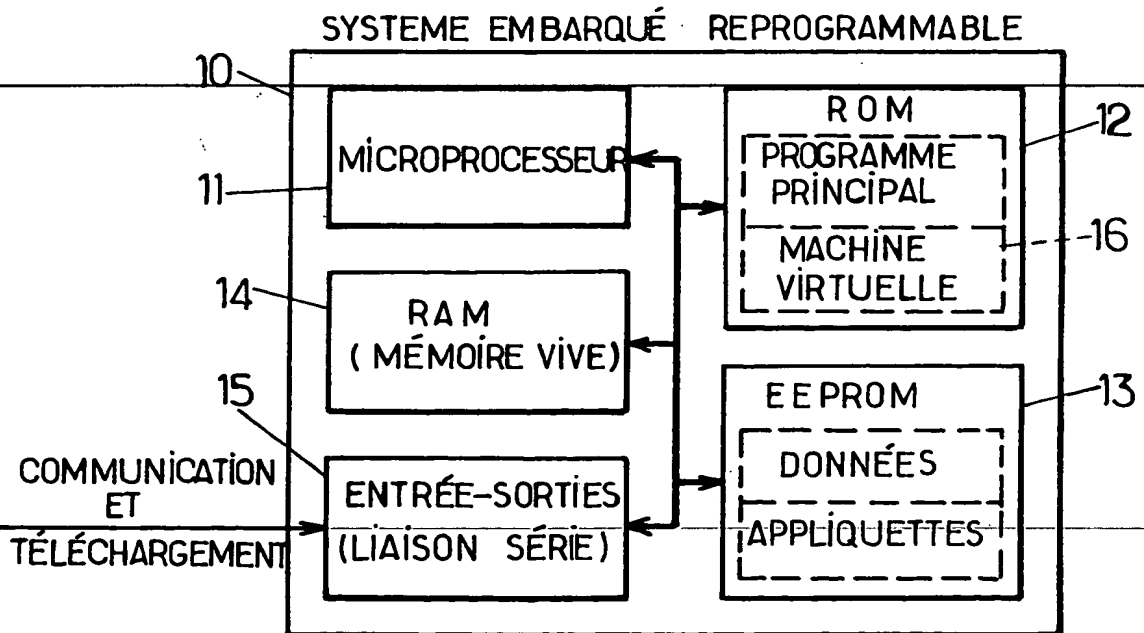 SYSTEME EMBARQUÉ REPROGRAMMABLE
10
MICROPROCESSEUR
11
ROM
12
PROGRAMME
PRINCIPAL
MACHINE
VIRTUELLE
16
14
RAM
(MÉMOIRE VIVE)
EEPROM
13
DONNÉES
APPLIQUETTES
15
ENTRÉE-SORTIES
(LIAISON SÉRIE)
COMMUNICATION
ET
TÉLÉCHARGEMENT